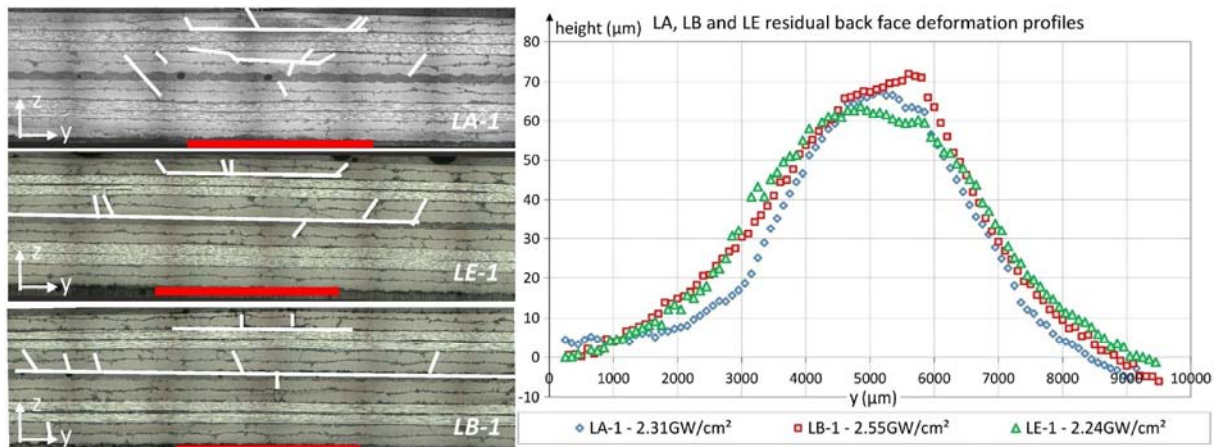 z
y
LA-1
z
y
LE-1
z
y
LB-1
height (µm)
LA, LB and LE residual back face deformation profiles
80
70
60
50
40
30
20
10
0
-10
0
1000
2000
3000
4000
5000
6000
7000
8000
9000
10000
y (µm)
LA-1 - 2.31GW/cm²
LB-1 - 2.55GW/cm²
LE-1 - 2.24GW/cm²